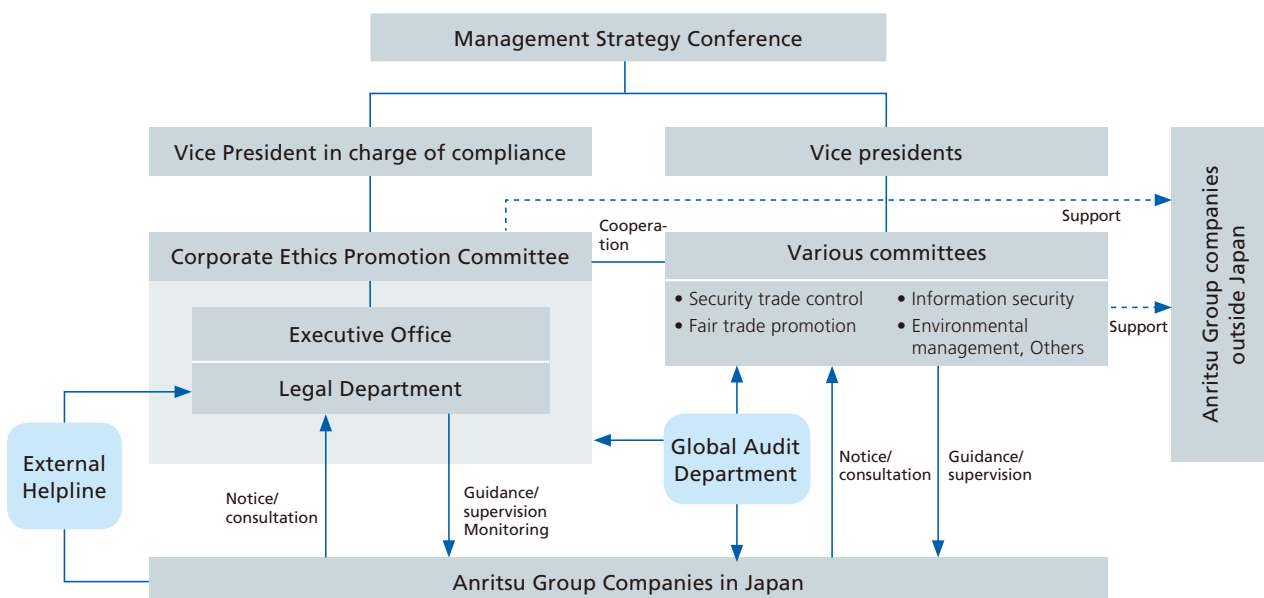 Management Strategy Conference
Vice President in charge of compliance
Vice presidents
Anritsu Group companies
outside Japan
Support
Coopera-
tion
Corporate Ethics Promotion Committee
Various committees
• Security trade control
• Fair trade promotion
• Information security
• Environmental
management, Others
Support
Executive Office
Legal Department
External
Helpline
Global Audit
Department
Notice/
consultation
Guidance/
supervision
Monitoring
Notice/
consultation
Guidance/
supervision
Anritsu Group Companies in Japan